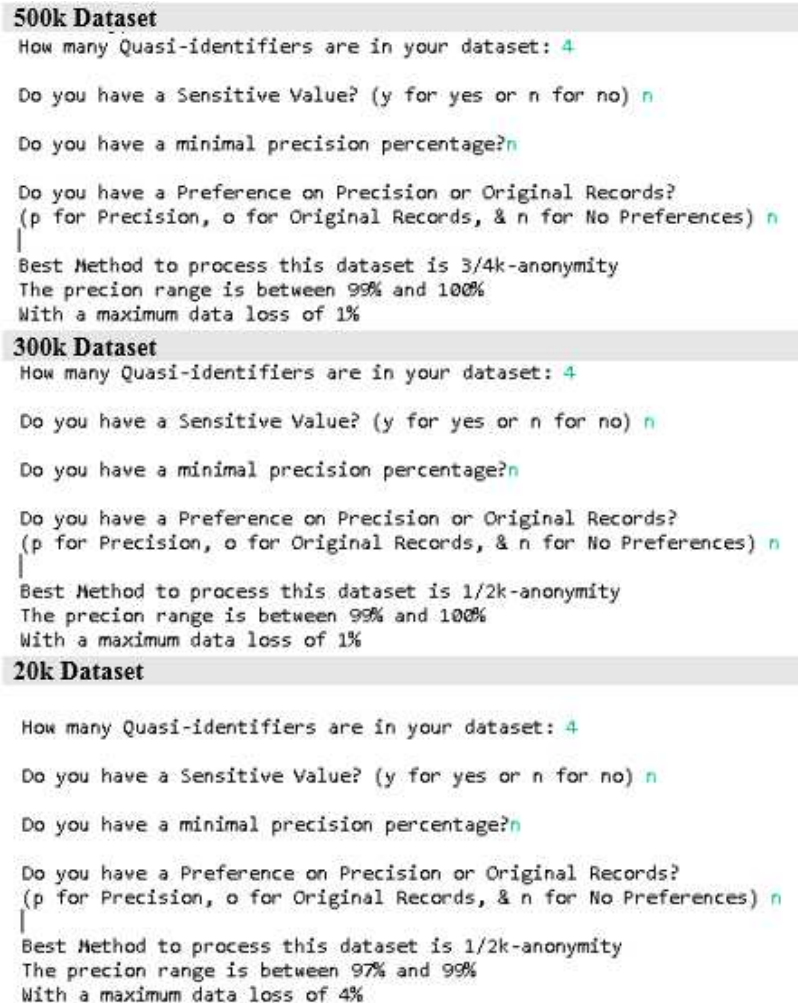 500k Dataset
How many Quasi-identifiers are in your dataset: 4
Do you have a Sensitive Value? (y for yes or n for no) n
Do you have a minimal precision percentage?n
Do you have a Preference on Precision or Original Records?
(p for Precision, o for Original Records, & n for No Preferences) n
Best Method to process this dataset is 3/4k-anonymity
The precion range is between 99% and 100%
With a maximum data loss of 1%
300k Dataset
How many Quasi-identifiers are in your dataset: 4
Do you have a Sensitive Value? (y for yes or n for no) n
Do you have a minimal precision percentage?n
Do you have a Preference on Precision or Original Records?
(p for Precision, o for Original Records, & n for No Preferences) n
Best Method to process this dataset is 1/2k-anonymity
The precion range is between 99% and 100%
With a maximum data loss of 1%
20k Dataset
How many Quasi-identifiers are in your dataset: 4
Do you have a Sensitive Value? (y for yes or n for no) n
Do you have a minimal precision percentage?n
Do you have a Preference on Precision or Original Records?
(p for Precision, o for Original Records, & n for No Preferences) n
Best Method to process this dataset is 1/2k-anonymity
The precion range is between 97% and 99%
With a maximum data loss of 4%